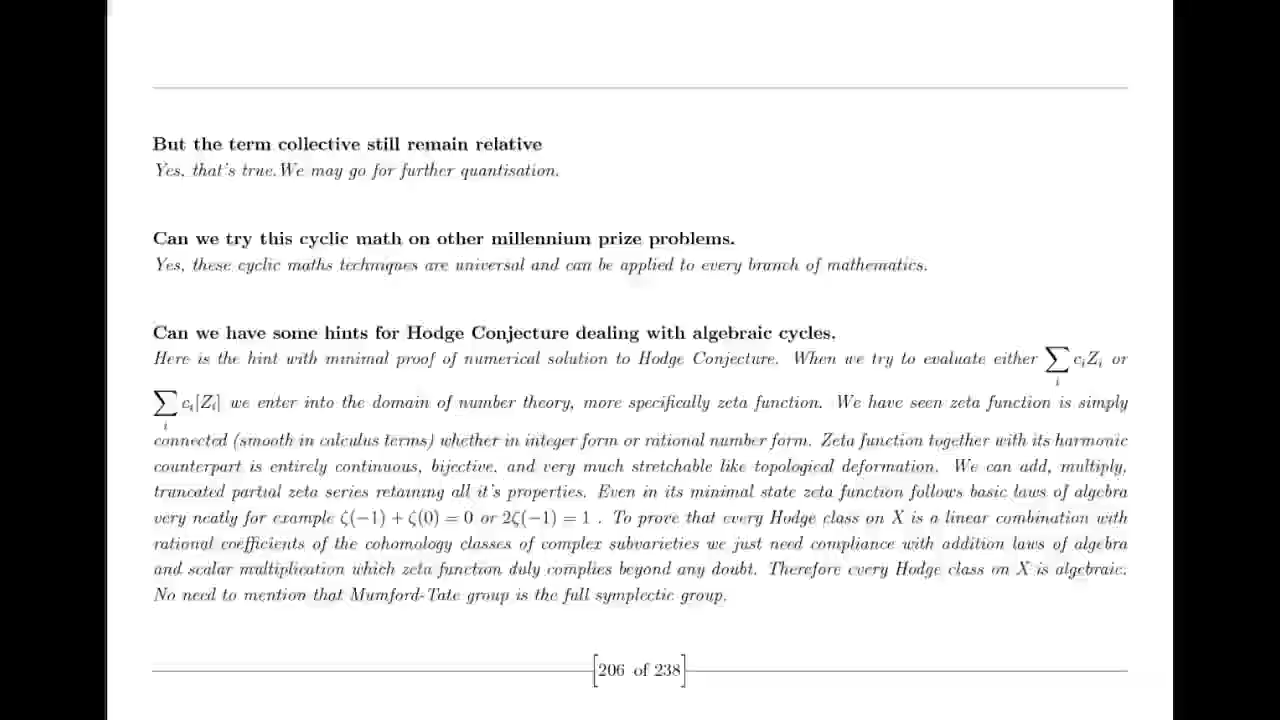 But the term collective still remain relative
Yes, that's true.We may go for further quantisation.
Can we try this cyclic math on other millennium prize problems.
Yes, these cyclic maths techniques are universal and can be applied to every branch of mathematics.
Can we have some hints for Hodge Conjecture dealing with algebraic cycles.
Here is the hint with minimal proof of numerical solution to Hodge Conjecture. When we try to evaluate either ∑_i c_i Z_i or
∑_i c_i[Z_i] we enter into the domain of number theory, more specifically zeta function. We have seen zeta function is simply
connected (smooth in calculus terms) whether in integer form or rational number form. Zeta function together with its harmonic
counterpart is entirely continuous, bijective, and very much stretchable like topological deformation. We can add, multiply,
truncated partial zeta series retaining all it's properties. Even in its minimal state zeta function follows basic laws of algebra
very neatly for example ζ(−1) + ζ(0) = 0 or 2ζ(−1) = 1 . To prove that every Hodge class on X is a linear combination with
rational coefficients of the cohomology classes of complex subvarieties we just need compliance with addition laws of algebra
and scalar multiplication which zeta function duly complies beyond any doubt. Therefore every Hodge class on X is algebraic.
No need to mention that Mumford-Tate group is the full symplectic group.
[206 of 238]